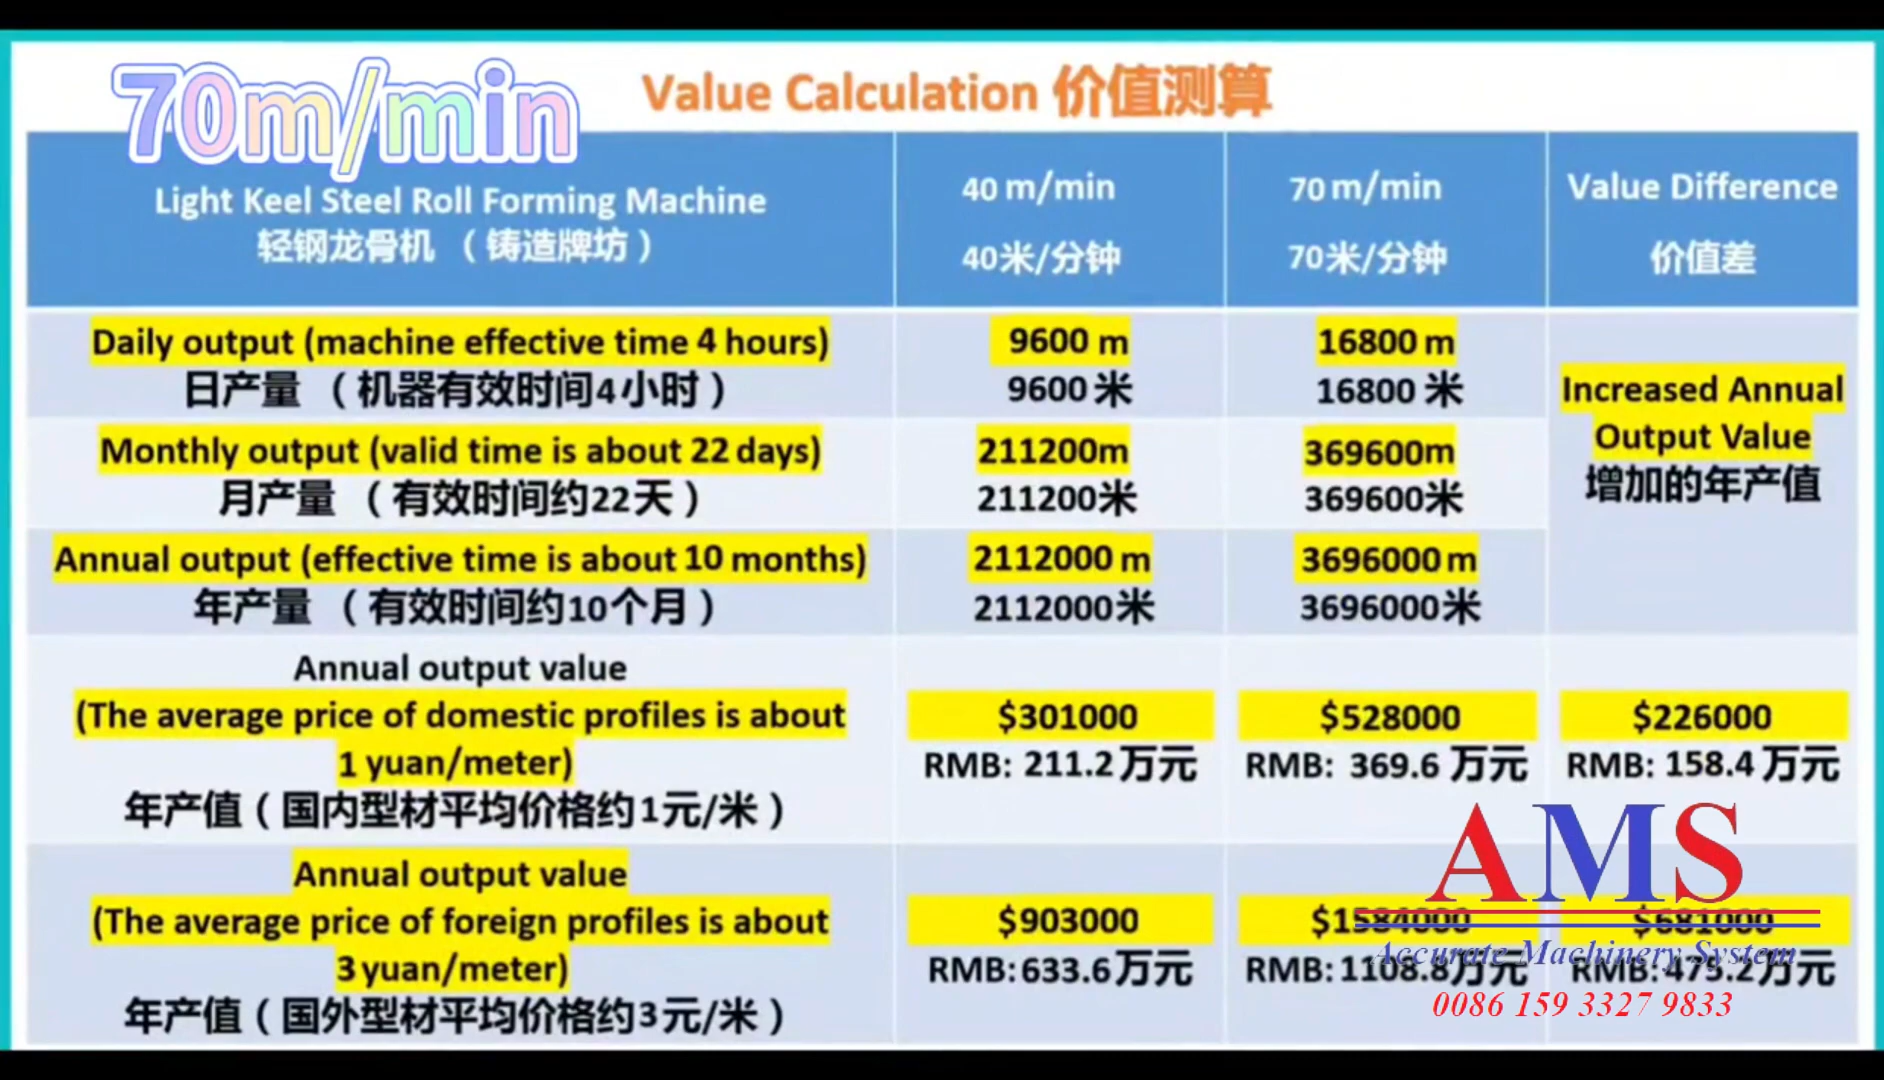 70m/min
Value Calculation 价值测算
Light Keel Steel Roll Forming Machine
轻钢龙骨机 （铸造牌坊）
40 m/min
40米/分钟
70 m/min
70米/分钟
Value Difference
价值差
Daily output (machine effective time 4 hours)
日产量 （机器有效时间4小时）
9600 m
9600 米
16800 m
16800 米
Increased Annual
Output Value
增加的年产值
Monthly output (valid time is about 22 days)
月产量 （有效时间约22天）
211200m
211200米
369600m
369600米
Annual output (effective time is about 10 months)
年产量 （有效时间约10个月）
2112000 m
2112000米
3696000 m
3696000米
Annual output value
(The average price of domestic profiles is about
1 yuan/meter)
年产值（国内型材平均价格约1元/米）
$301000
RMB: 211.2万元
$528000
RMB: 369.6 万元
$226000
RMB: 158.4万元
Annual output value
(The average price of foreign profiles is about
3 yuan/meter)
年产值（国外型材平均价格约3元/米）
$903000
RMB:633.6万元
$1584000
RMB:1108.8万元
$681000
RMB:479.2万元
AMS
Accurate Machinery System
0086 159 3327 9833